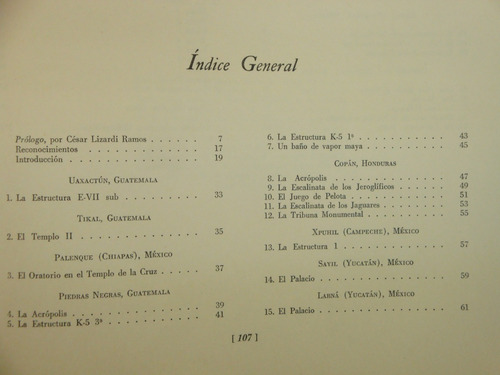 Índice General
Prólogo, por César Lizardi Ramos . . . . . . 7
Reconocimientos . . . . . . . . . . . . 17
Introducción . . . . . . . . . . . . . 19
UAXACTÚN, GUATEMALA
1. La Estructura E-VII sub . . . . . . . . . 33
TIKAL, GUATEMALA
2. El Templo II . . . . . . . . . . . . . 35
PALENQUE (CHIAPAS), MÉXICO
3. El Oratorio en el Templo de la Cruz . . . . . 37
PIEDRAS NEGRAS, GUATEMALA
4. La Acrópolis . . . . . . . . . . . . . 39
5. La Estructura K-5 3ª . . . . . . . . . . 41
6. La Estructura K-5 1ª . . . . . . . . . . 43
7. Un baño de vapor maya . . . . . . . . . 45
COPÁN, HONDURAS
8. La Acrópolis . . . . . . . . . . . . . 47
9. La Escalinata de los Jeroglíficos . . . . . . 49
10. El Juego de Pelota . . . . . . . . . . . 51
11. La Escalinata de los Jaguares . . . . . . . 53
12. La Tribuna Monumental . . . . . . . . . 55
XPUHIL (CAMPECHE), MÉXICO
13. La Estructura 1 . . . . . . . . . . . . 57
SAYIL (YUCATÁN), MÉXICO
14. El Palacio . . . . . . . . . . . . . . 59
LABNÁ (YUCATÁN), MÉXICO
15. El Palacio . . . . . . . . . . . . . . 61
[ 107 ]